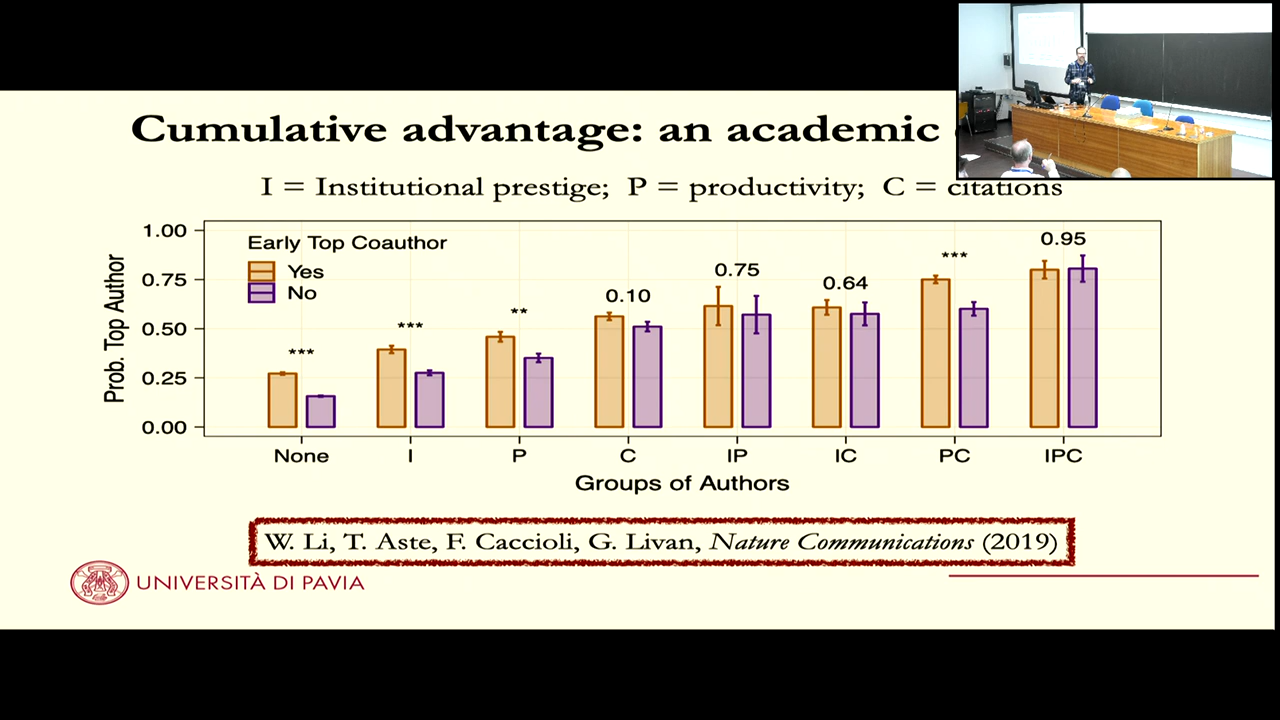 Cumulative advantage: an academic
I = Institutional prestige; P = productivity; C = citations
Early Top Coauthor
Yes
No
Prob. Top Author
1.00
0.75
0.50
0.25
0.00
***
***
**
0.10
0.75
0.64
***
0.95
None I P C IP IC PC IPC
Groups of Authors
W. Li, T. Aste, F. Caccioli, G. Livan, Nature Communications (2019)
UNIVERSITÀ DI PAVIA